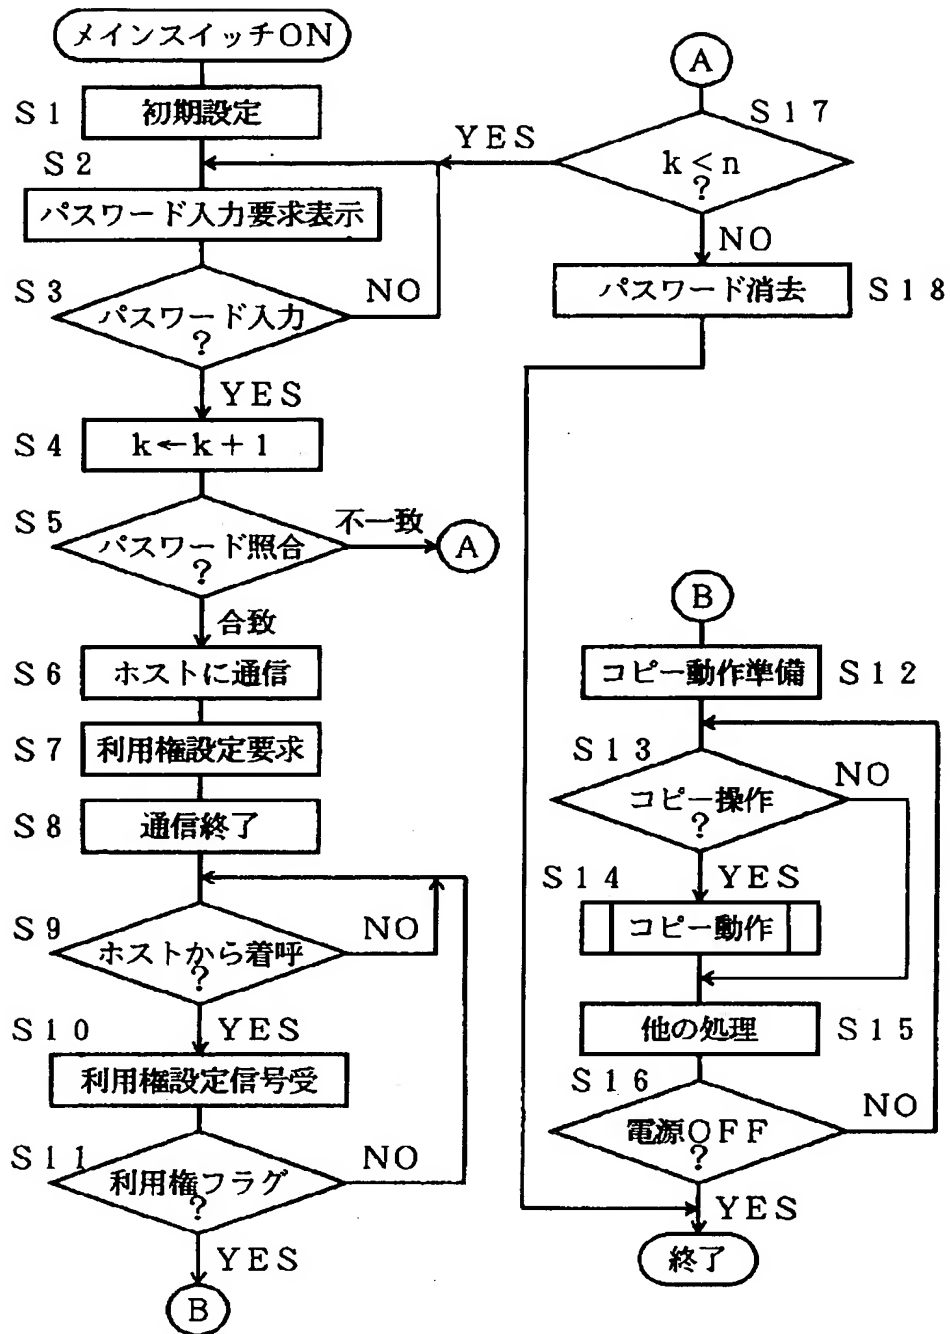 メインスイッチON
S1
初期設定
S2
パスワード入力要求表示
S3
パスワード入力
?
NO
YES
S4
k←k+1
S5
パスワード照合
?
不一致
A
合致
S6
ホストに通信
S7
利用権設定要求
S8
通信終了
S9
ホストから着呼
?
NO
YES
S10
利用権設定信号受
S11
利用権フラグ
?
NO
YES
B
A
S17
k<n
?
YES
NO
パスワード消去
S18
B
コピー動作準備
S12
S13
コピー操作
?
NO
YES
S14
コピー動作
他の処理
S15
S16
電源OFF
?
NO
YES
終了